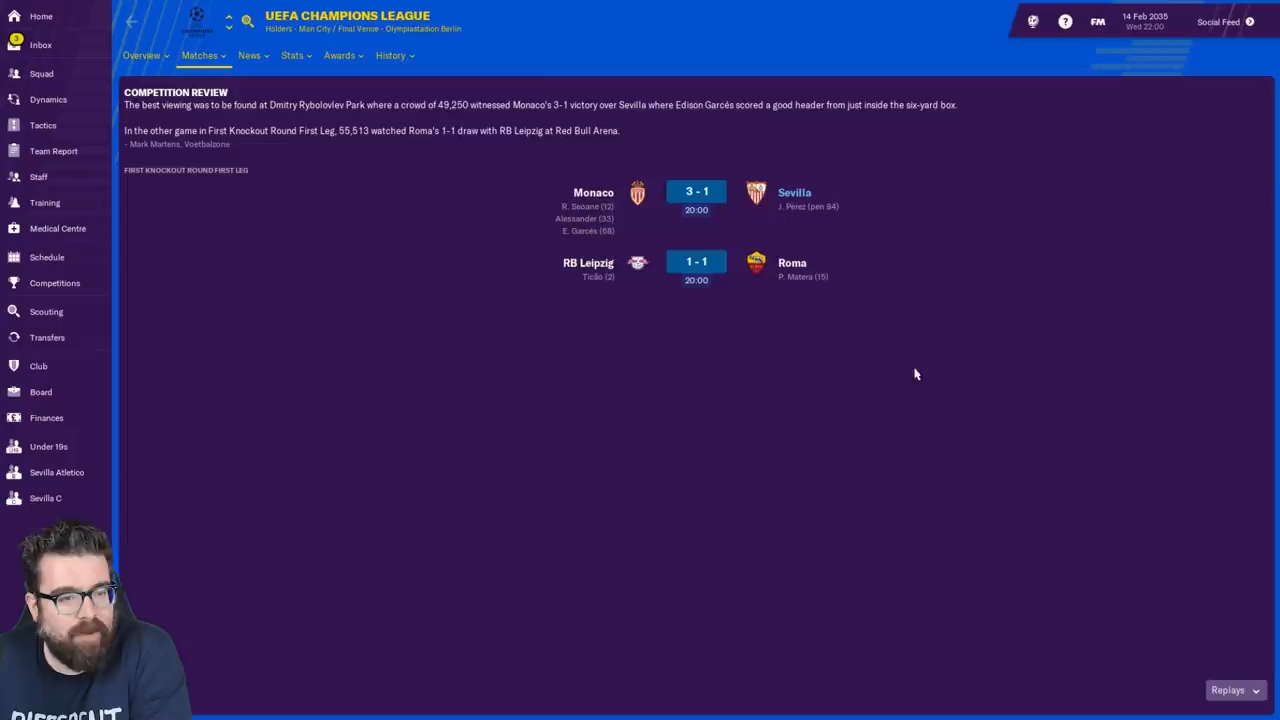 Home
3
Inbox
Squad
Dynamics
Tactics
Team Report
Staff
Training
Medical Centre
Schedule
Competitions
Scouting
Transfers
Club
Board
Finances
Under 19s
Sevilla Atletico
Sevilla C
UEFA CHAMPIONS LEAGUE
Holders - Man City / Final Venue - Olympiastadion Berlin
FM
14 Feb 2035
Wed 22:00
Social Feed
Overview Matches News Stats Awards History
COMPETITION REVIEW
The best viewing was to be found at Dmitry Rybolovlev Park where a crowd of 49,250 witnessed Monaco's 3-1 victory over Sevilla where Edison Garcés scored a good header from just inside the six-yard box.
In the other game in First Knockout Round First Leg, 55,513 watched Roma's 1-1 draw with RB Leipzig at Red Bull Arena.
- Mark Martens, Voetbalzone
FIRST KNOCKOUT ROUND FIRST LEG
Monaco 3 - 1 Sevilla
R. Seoane (12) 20:00 J. Pérez (pen 84)
Alessander (33)
E. Garcés (68)
RB Leipzig 1 - 1 Roma
Ticão (2) 20:00 P. Matera (15)
Replays